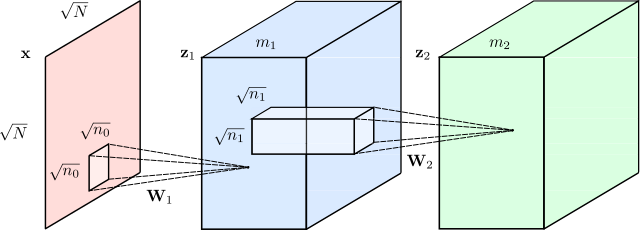 √N
x
√N
√n₀
√n₀
W₁
z₁
m₁
√n₁
√n₁
W₂
z₂
m₂